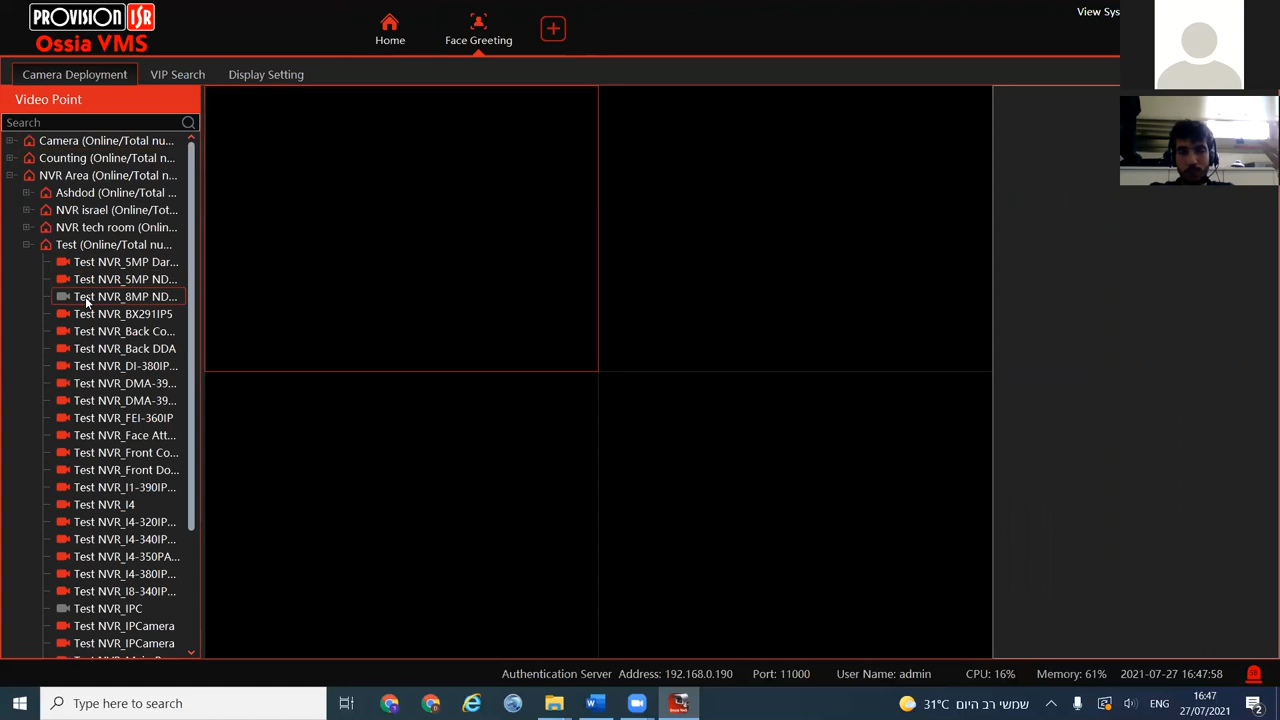 PROVISION ISR
Ossia VMS
Home
Face Greeting
View Sys
Camera Deployment
VIP Search
Display Setting
Video Point
Search
Camera (Online/Total nu...
Counting (Online/Total n...
NVR Area (Online/Total n...
Ashdod (Online/Total ...
NVR israel (Online/Tot...
NVR tech room (Onlin...
Test (Online/Total nu...
Test NVR_5MP Dar...
Test NVR_5MP ND...
Test NVR_8MP ND...
Test NVR_BX291IP5
Test NVR_Back Co...
Test NVR_Back DDA
Test NVR_DI-380IP...
Test NVR_DMA-39...
Test NVR_DMA-39...
Test NVR_FEI-360IP
Test NVR_Face Att...
Test NVR_Front Co...
Test NVR_Front Do...
Test NVR_I1-390IP...
Test NVR_I4
Test NVR_I4-320IP...
Test NVR_I4-340IP...
Test NVR_I4-350PA...
Test NVR_I4-380IP...
Test NVR_I8-340IP...
Test NVR_IPC
Test NVR_IPCamera
Test NVR_IPCamera
Authentication Server Address: 192.168.0.190 Port: 11000 User Name: admin CPU: 16% Memory: 61% 2021-07-27 16:47:58
Type here to search
31°C שמשי רב היום
ENG
16:47
27/07/2021
2